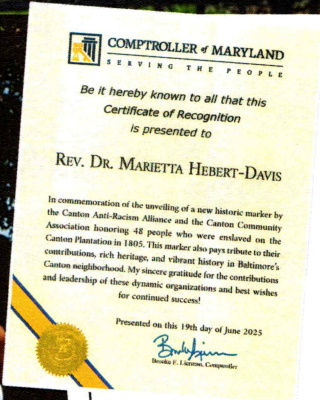 COMPTROLLER of MARYLAND
SERVING THE PEOPLE
Be it hereby known to all that this
Certificate of Recognition
is presented to
REV. DR. MARIETTA HEBERT-DAVIS
In commemoration of the unveiling of a new historic marker by
the Canton Anti-Racism Alliance and the Canton Community
Association honoring 48 people who were enslaved on the
Canton Plantation in 1805. This marker also pays tribute to their
contributions, rich heritage, and vibrant history in Baltimore's
Canton neighborhood. My sincere gratitude for the contributions
and leadership of these dynamic organizations and best wishes
for continued success!
Presented on this 19th day of June 2025
Brooke E. Lierman, Comptroller